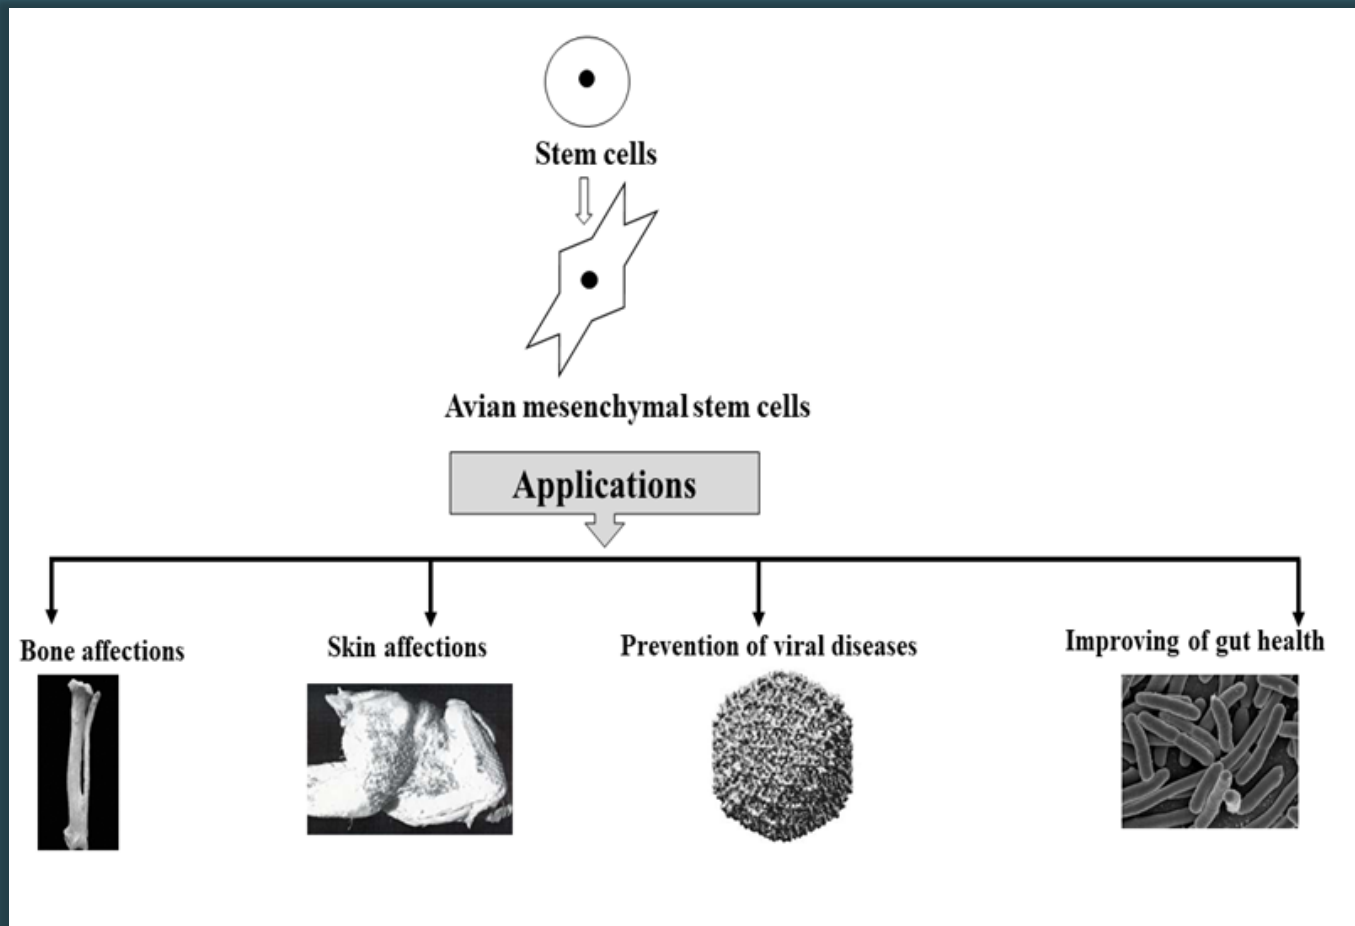 Stem cells
Avian mesenchymal stem cells
Applications
Bone affections
Skin affections
Prevention of viral diseases
Improving of gut health